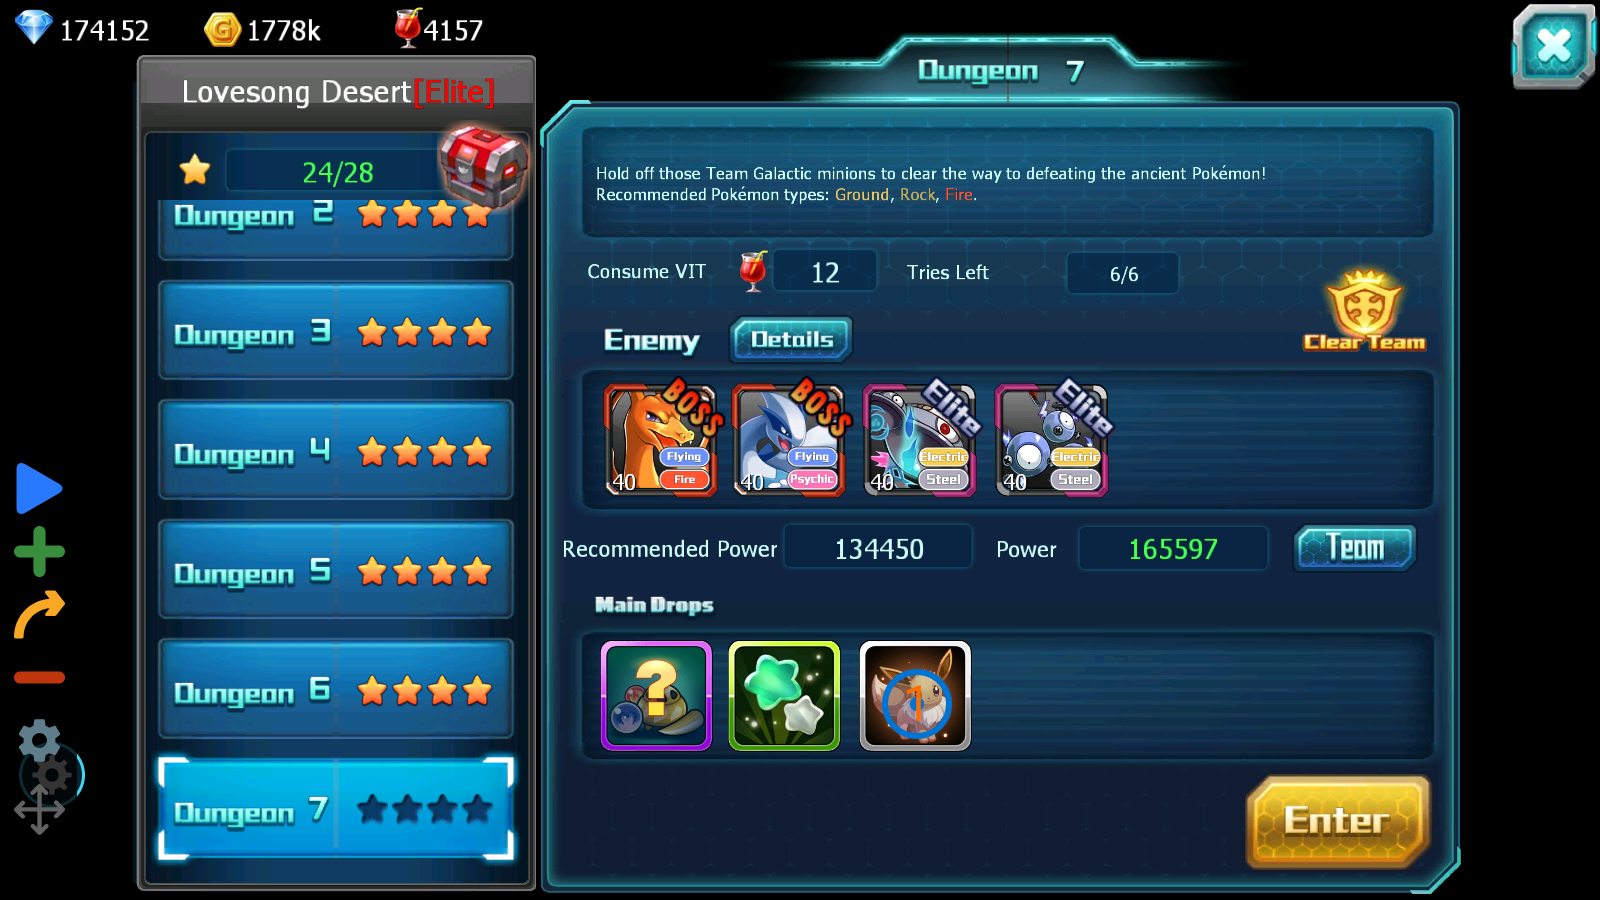 174152
1778k
4157
Lovesong Desert[Elite]
24/28
Dungeon 2
Dungeon 3
Dungeon 4
Dungeon 5
Dungeon 6
Dungeon 7
Dungeon 7
Hold off those Team Galactic minions to clear the way to defeating the ancient Pokémon!
Recommended Pokémon types: Ground, Rock, Fire.
Consume VIT 12 Tries Left 6/6
Clear Team
Enemy Details
BOSS Flying Fire 40
BOSS Flying Psychic 40
Elite Electric Steel 40
Elite Electric Steel 40
Recommended Power 134450 Power 165597 Team
Main Drops
?
1
Enter